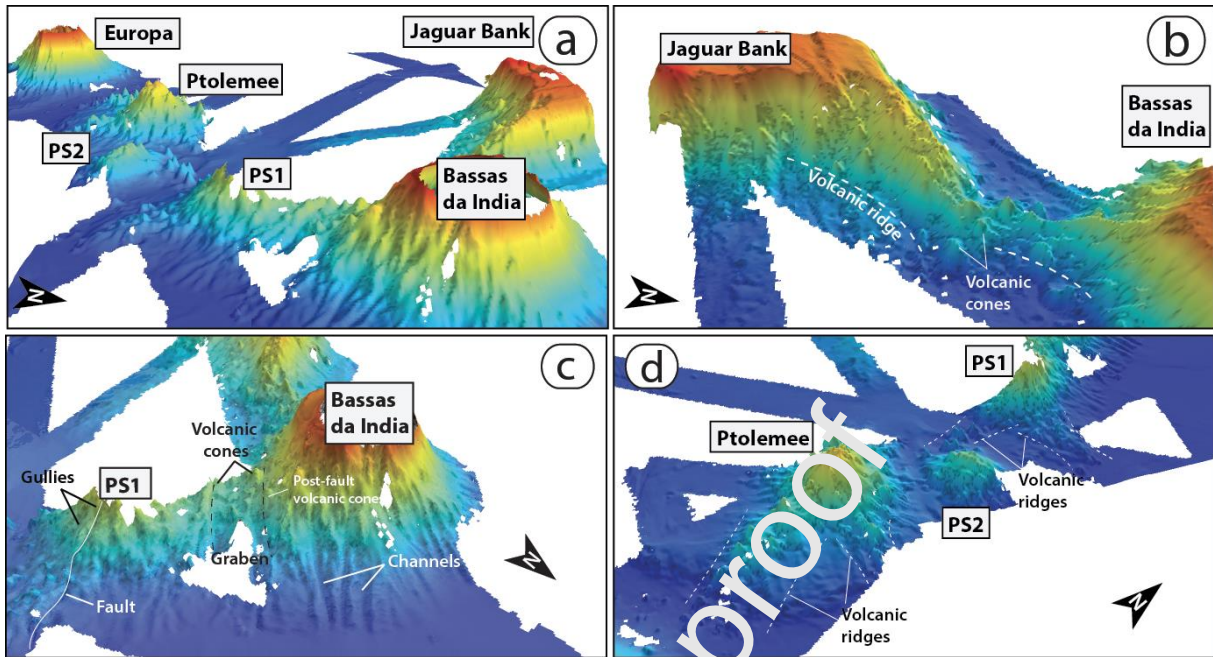 a
Europa
Jaguar Bank
Ptolemee
PS2
PS1
Bassas
da India
N
b
Jaguar Bank
Bassas
da India
Volcanic ridge
Volcanic
cones
N
c
Bassas
da India
Volcanic
cones
PS1
Gullies
Post-fault
volcanic cones
Graben
Channels
Fault
N
d
PS1
Ptolemee
Volcanic
ridges
PS2
Volcanic
ridges
N
proof